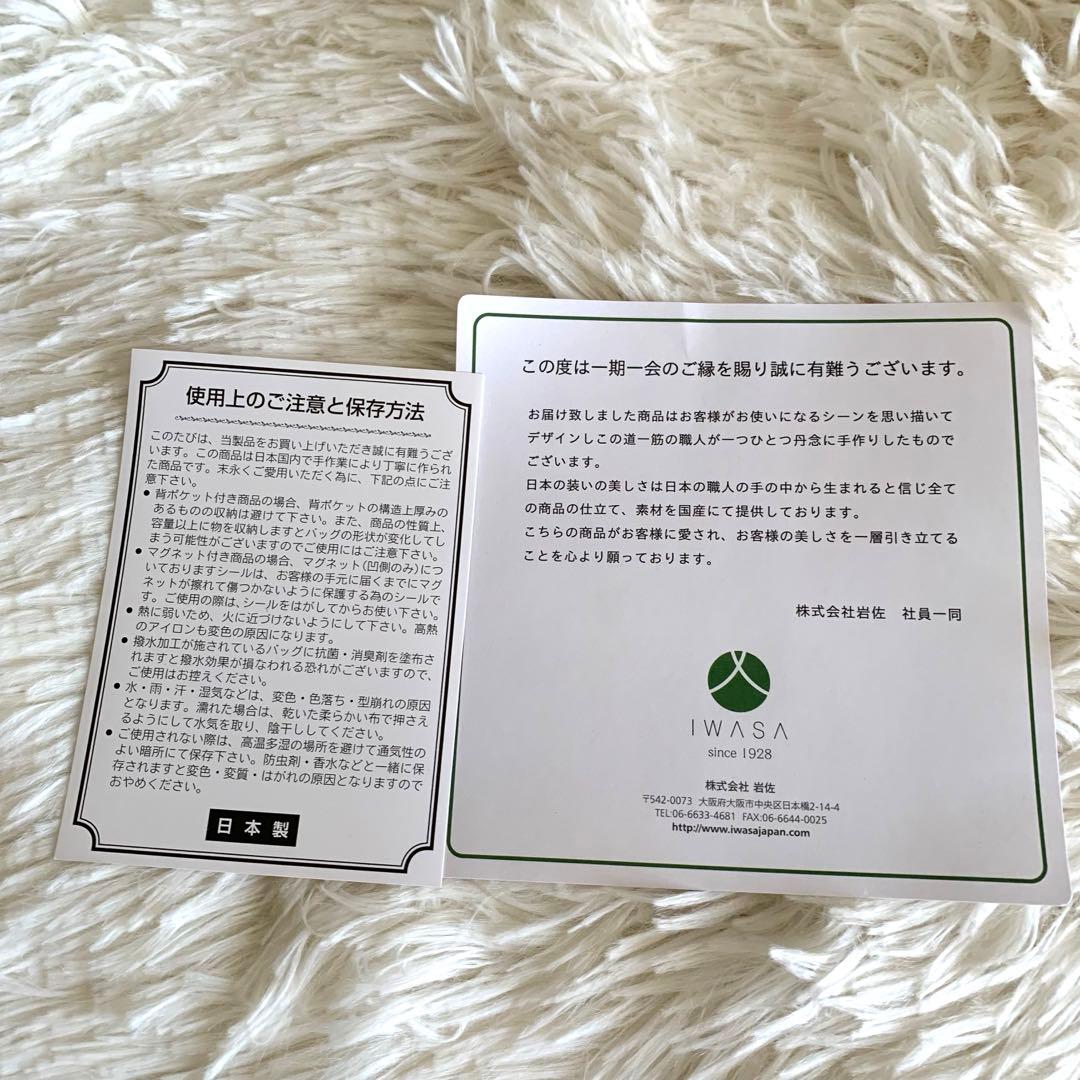 使用上のご注意と保存方法
このたびは、当製品をお買い上げいただき誠に有難うござ
います。この商品は日本国内で手作業により丁寧に作られ
た商品です。末永くご愛用いただく為に、下記の点にご注
意下さい。
●背ポケット付き商品の場合、背ポケットの構造上厚みの
あるものの収納は避けて下さい。また、商品の性質上、
容量以上に物を収納しますとバッグの形状が変化してし
まう可能性がございますのでご使用にはご注意下さい。
●マグネット付き商品の場合、マグネット(凹側のみ)につ
いておりますシールは、お客様の手元に届くまでにマグ
ネットが擦れて傷つかないように保護する為のシールで
す。ご使用の際は、シールをはがしてからお使い下さい。
●熱に弱いため、火に近づけないようにして下さい。高熱
のアイロンも変色の原因になります。
●撥水加工が施されているバッグに抗菌・消臭剤を塗布さ
れますと撥水効果が損なわれる恐れがございますので、
ご使用はお控えください。
●水・雨・汗・湿気などは、変色・色落ち・型崩れの原因
となります。濡れた場合は、乾いた柔らかい布で押さえ
るようにして水気を取り、陰干ししてください。
●ご使用されない際は、高温多湿の場所を避けて通気性の
よい暗所にて保存下さい。防虫剤・香水などと一緒に保
存されますと変色・変質・はがれの原因となりますので
おやめください。
日本製
この度は一期一会のご縁を賜り誠に有難うございます。
お届け致しました商品はお客様がお使いになるシーンを思い描いて
デザインしこの道一筋の職人が一つひとつ丹念に手作りしたもので
ございます。
日本の装いの美しさは日本の職人の手の中から生まれると信じ全て
の商品の仕立て、素材を国産にて提供しております。
こちらの商品がお客様に愛され、お客様の美しさを一層引き立てる
ことを心より願っております。
株式会社岩佐 社員一同
IWASA
since 1928
株式会社 岩佐
〒542-0073 大阪府大阪市中央区日本橋2-14-4
TEL:06-6633-4681 FAX:06-6644-0025
http://www.iwasajapan.com